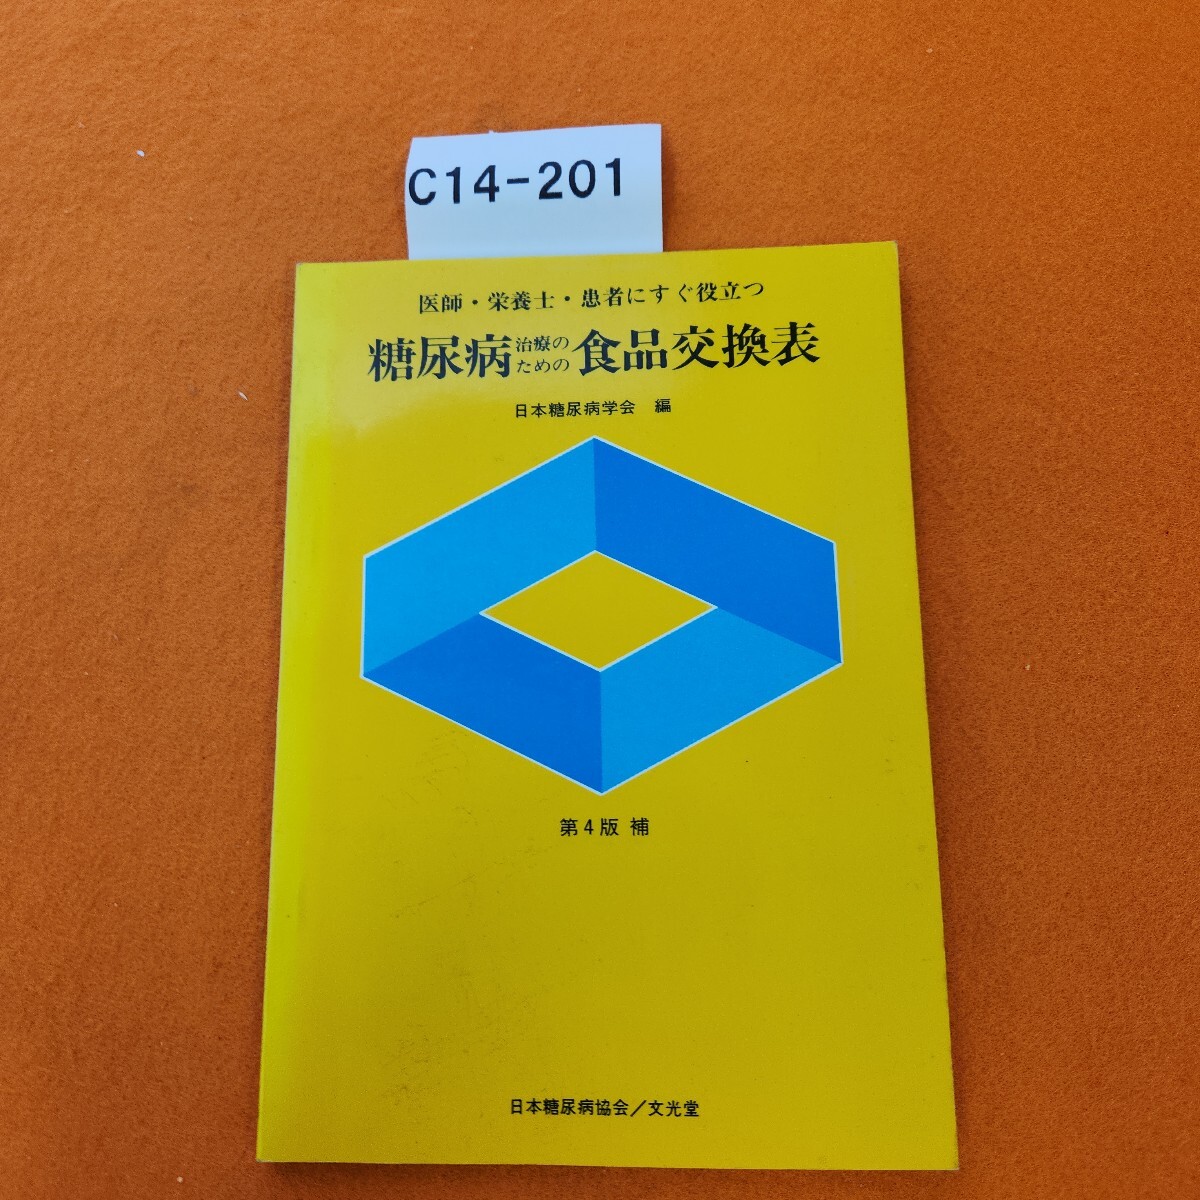 C14-201
医師・栄養士・患者にすぐ役立つ
糖尿病治療のための食品交換表
日本糖尿病学会 編
第4版 補
日本糖尿病協会/文光堂